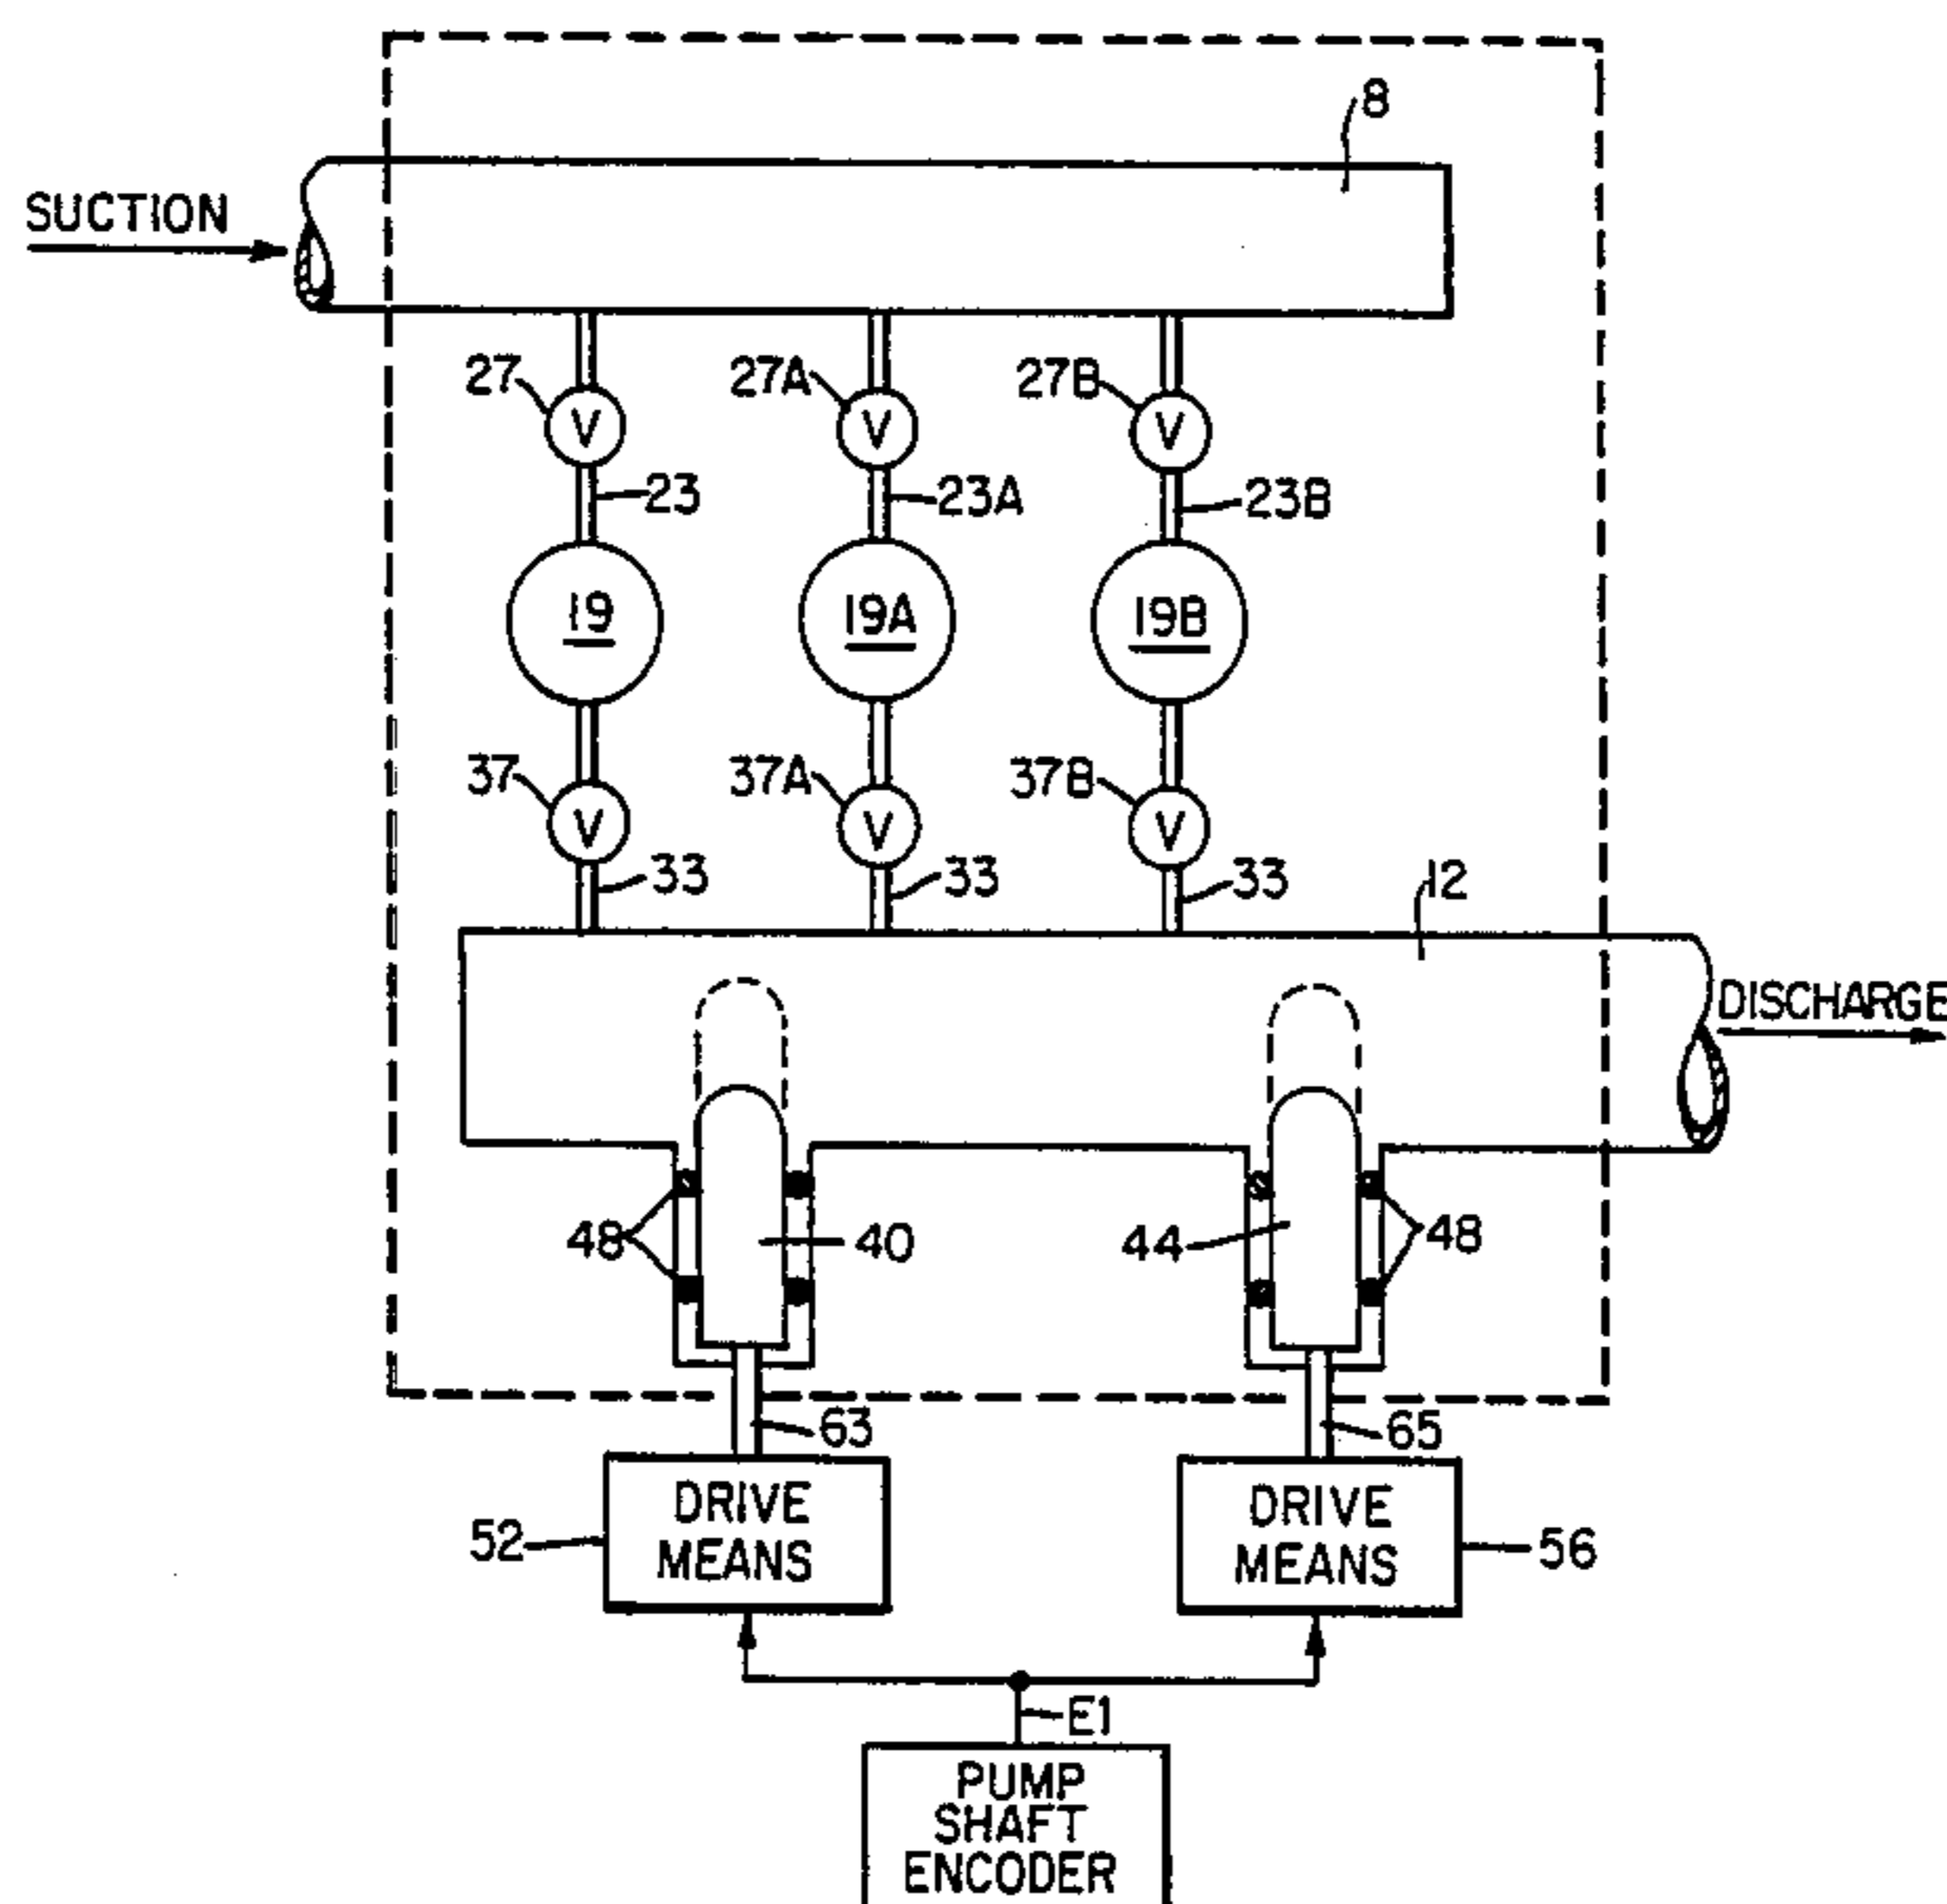 8
SUCTION
27
27A
27B
V
V
V
23
23A
23B
19
19A
19B
37
37A
37B
V
V
V
33
33
33
12
DISCHARGE
48
40
44
48
63
65
52
DRIVE
MEANS
DRIVE
MEANS
56
E1
PUMP
SHAFT
ENCODER